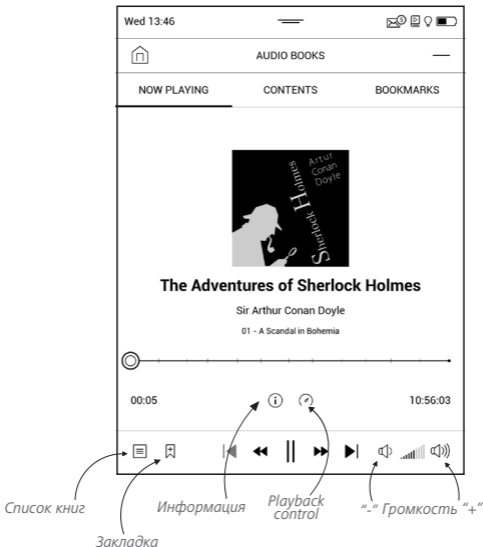 Wed 13:46
AUDIO BOOKS
NOW PLAYING CONTENTS BOOKMARKS
Artur
Conan
Doyle
Sherlock Holmes
The Adventures of Sherlock Holmes
Sir Arthur Conan Doyle
01 - A Scandal in Bohemia
00:05 10:56:03
Список книг
Закладка
Информация
Playback
control
“-“ Громкость “+”